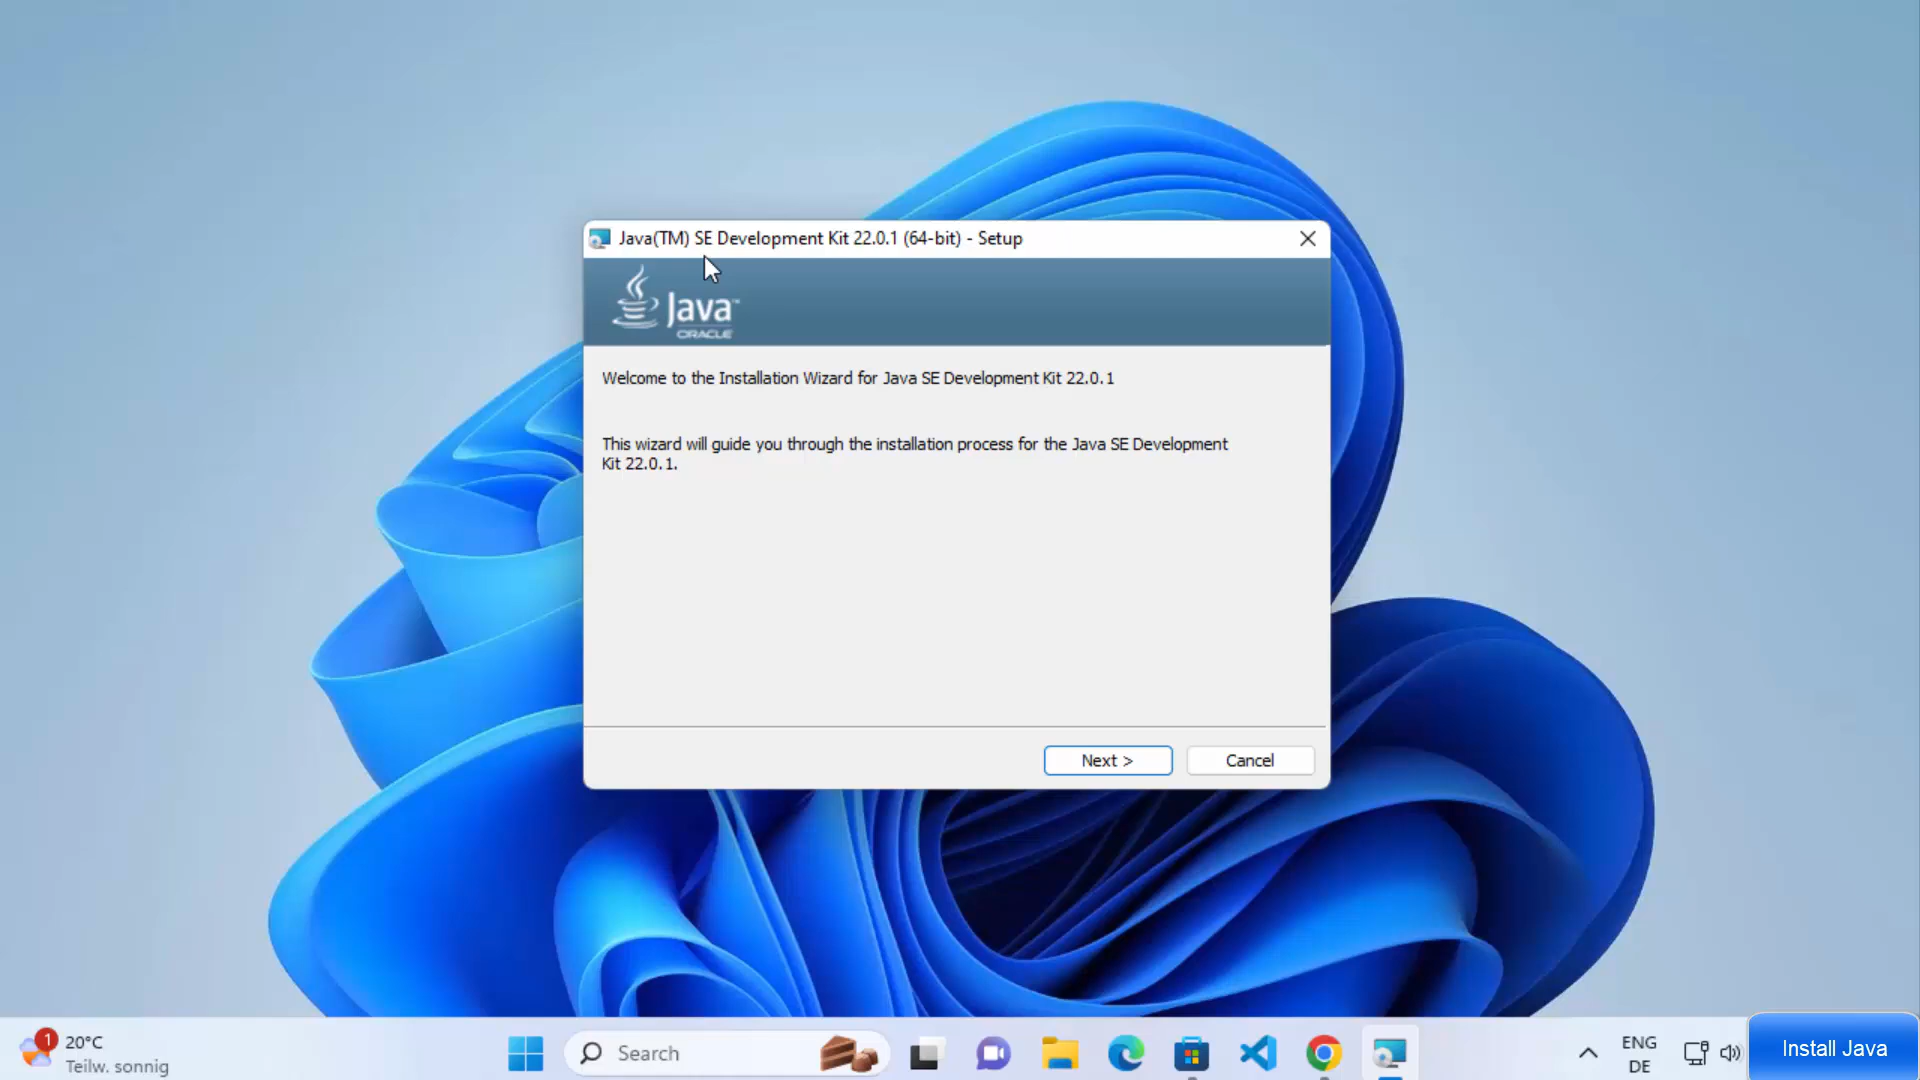 Java(TM) SE Development Kit 22.0.1 (64-bit) - Setup
Java™
ORACLE
Welcome to the Installation Wizard for Java SE Development Kit 22.0.1
This wizard will guide you through the installation process for the Java SE Development
Kit 22.0.1.
Next >
Cancel
1
20°C
Teilw. sonnig
Search
ENG
DE
Install Java